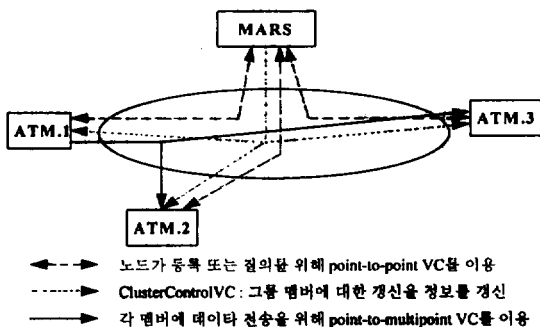 MARS
ATM.1
ATM.3
ATM.2
노드가 등록 또는 질의를 위해 point-to-point VC를 이용
ClusterControlVC : 그룹 멤버에 대한 갱신을 정보를 갱신
각 멤버에 데이타 전송을 위해 point-to-multipoint VC를 이용